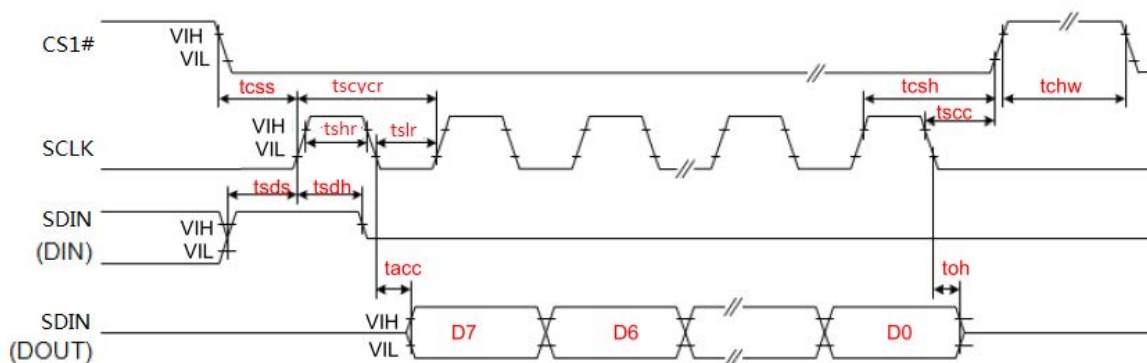 CS1#
VIH
VIL
tcss
tscycr
tcsh
tchw
tscc
SCLK
VIH
VIL
tshr
tslr
SDIN
(DIN)
VIH
VIL
tsds
tsdh
tacc
toh
SDIN
(DOUT)
VIH
VIL
D7
D6
D0